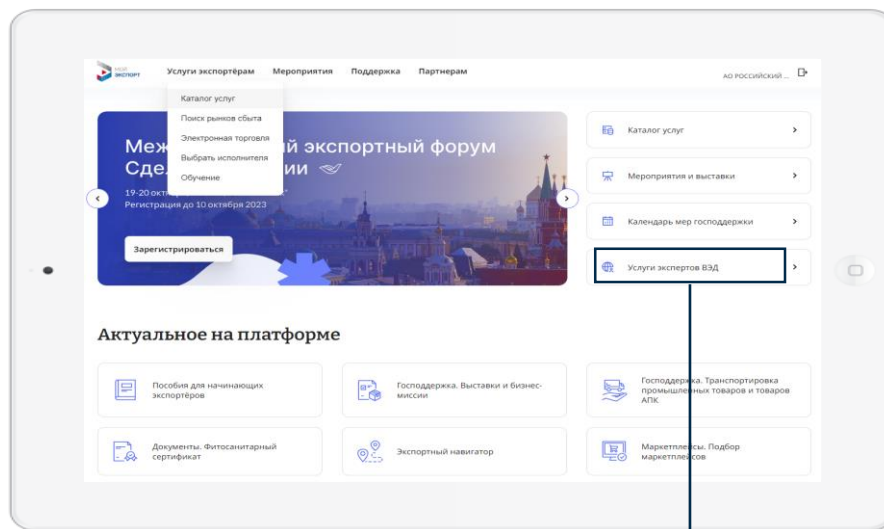 МОЙ
ЭКСПОРТ
Услуги экспортёрам Мероприятия Поддержка Партнерам
АО РОССИЙСКИЙ ...
Каталог услуг
Поиск рынков сбыта
Электронная торговля
Выбрать исполнителя
Обучение
Меж й экспортный форум
Сдел ии
19-20 окт
Регистрация до 10 октября 2023
Зарегистрироваться
Каталог услуг
Мероприятия и выставки
Календарь мер господдержки
Услуги экспертов ВЭД
Актуальное на платформе
Пособия для начинающих
экспортёров
Господдержка. Выставки и бизнес-
миссии
Господдержка. Транспортировка
промышленных товаров и товаров
АПК
Документы. Фитосанитарный
сертификат
Экспортный навигатор
Маркетплейсы. Подбор
маркетплейсов